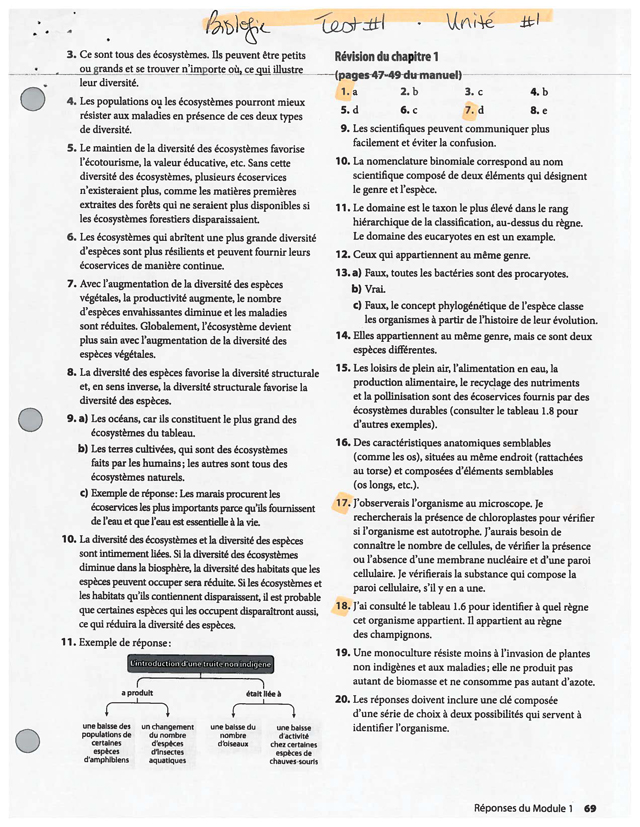 Biologie Test #1 . Unité #1
3. Ce sont tous des écosystèmes. Ils peuvent être petits
ou grands et se trouver n'importe où, ce qui illustre
leur diversité.
4. Les populations ou les écosystèmes pourront mieux
résister aux maladies en présence de ces deux types
de diversité.
5. Le maintien de la diversité des écosystèmes favorise
l'écotourisme, la valeur éducative, etc. Sans cette
diversité des écosystèmes, plusieurs écoservices
n'existeraient plus, comme les matières premières
extraites des forêts qui ne seraient plus disponibles si
les écosystèmes forestiers disparaissaient.
6. Les écosystèmes qui abritent une plus grande diversité
d'espèces sont plus résilients et peuvent fournir leurs
écoservices de manière continue.
7. Avec l'augmentation de la diversité des espèces
végétales, la productivité augmente, le nombre
d'espèces envahissantes diminue et les maladies
sont réduites. Globalement, l'écosystème devient
plus sain avec l'augmentation de la diversité des
espèces végétales.
8. La diversité des espèces favorise la diversité structurale
et, en sens inverse, la diversité structurale favorise la
diversité des espèces.
9. a) Les océans, car ils constituent le plus grand des
écosystèmes du tableau.
b) Les terres cultivées, qui sont des écosystèmes
faits par les humains; les autres sont tous des
écosystèmes naturels.
c) Exemple de réponse: Les marais procurent les
écoservices les plus importants parce qu'ils fournissent
de l'eau et que l'eau est essentielle à la vie.
10. La diversité des écosystèmes et la diversité des espèces
sont intimement liées. Si la diversité des écosystèmes
diminue dans la biosphère, la diversité des habitats que les
espèces peuvent occuper sera réduite. Si les écosystèmes et
les habitats qu'ils contiennent disparaissent, il est probable
que certaines espèces qui les occupent disparaîtront aussi,
ce qui réduira la diversité des espèces.
11. Exemple de réponse:
L'introduction d'une truite non indigène
a produit était liée à
une baisse des populations de certaines espèces d'amphibiens
un changement du nombre d'espèces d'insectes aquatiques
une baisse du nombre d'oiseaux
une baisse d'activité chez certaines espèces de chauves-souris
Révision du chapitre 1
(pages 47-49 du manuel)
1. a 2. b 3. c 4. b
5. d 6. c 7. d 8. e
9. Les scientifiques peuvent communiquer plus
facilement et éviter la confusion.
10. La nomenclature binomiale correspond au nom
scientifique composé de deux éléments qui désignent
le genre et l'espèce.
11. Le domaine est le taxon le plus élevé dans le rang
hiérarchique de la classification, au-dessus du règne.
Le domaine des eucaryotes en est un exemple.
12. Ceux qui appartiennent au même genre.
13. a) Faux, toutes les bactéries sont des procaryotes.
b) Vrai.
c) Faux, le concept phylogénétique de l'espèce classe
les organismes à partir de l'histoire de leur évolution.
14. Elles appartiennent au même genre, mais ce sont deux
espèces différentes.
15. Les loisirs de plein air, l'alimentation en eau, la
production alimentaire, le recyclage des nutriments
et la pollinisation sont des écoservices fournis par des
écosystèmes durables (consulter le tableau 1.8 pour
d'autres exemples).
16. Des caractéristiques anatomiques semblables
(comme les os), situées au même endroit (rattachées
au torse) et composées d'éléments semblables
(os longs, etc.).
17. J'observerais l'organisme au microscope. Je
rechercherais la présence de chloroplastes pour vérifier
si l'organisme est autotrophe. J'aurais besoin de
connaître le nombre de cellules, de vérifier la présence
ou l'absence d'une membrane nucléaire et d'une paroi
cellulaire. Je vérifierais la substance qui compose la
paroi cellulaire, s'il y en a une.
18. J'ai consulté le tableau 1.6 pour identifier à quel règne
cet organisme appartient. Il appartient au règne
des champignons.
19. Une monoculture résiste moins à l'invasion de plantes
non indigènes et aux maladies; elle ne produit pas
autant de biomasse et ne consomme pas autant d'azote.
20. Les réponses doivent inclure une clé composée
d'une série de choix à deux possibilités qui servent à
identifier l'organisme.
Réponses du Module 1 69